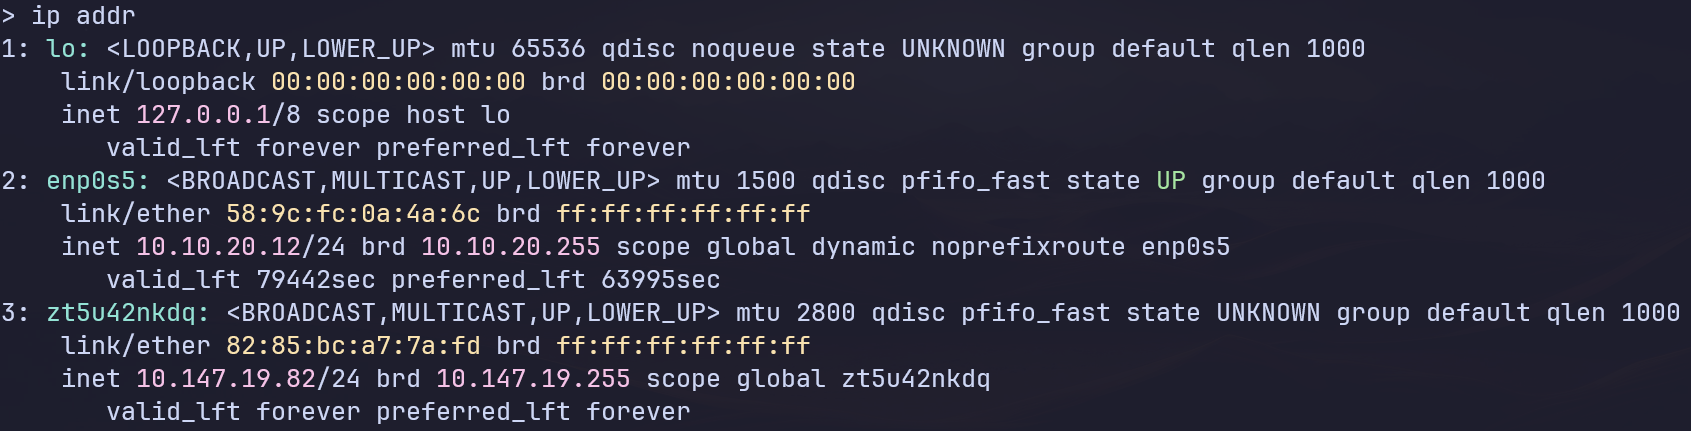 > ip addr
1: lo: <LOOPBACK,UP,LOWER_UP> mtu 65536 qdisc noqueue state UNKNOWN group default qlen 1000
    link/loopback 00:00:00:00:00:00 brd 00:00:00:00:00:00
    inet 127.0.0.1/8 scope host lo
       valid_lft forever preferred_lft forever
2: enp0s5: <BROADCAST,MULTICAST,UP,LOWER_UP> mtu 1500 qdisc pfifo_fast state UP group default qlen 1000
    link/ether 58:9c:fc:0a:4a:6c brd ff:ff:ff:ff:ff:ff
    inet 10.10.20.12/24 brd 10.10.20.255 scope global dynamic noprefixroute enp0s5
       valid_lft 79442sec preferred_lft 63995sec
3: zt5u42nkdq: <BROADCAST,MULTICAST,UP,LOWER_UP> mtu 2800 qdisc pfifo_fast state UNKNOWN group default qlen 1000
    link/ether 82:85:bc:a7:7a:fd brd ff:ff:ff:ff:ff:ff
    inet 10.147.19.82/24 brd 10.147.19.255 scope global zt5u42nkdq
       valid_lft forever preferred_lft forever